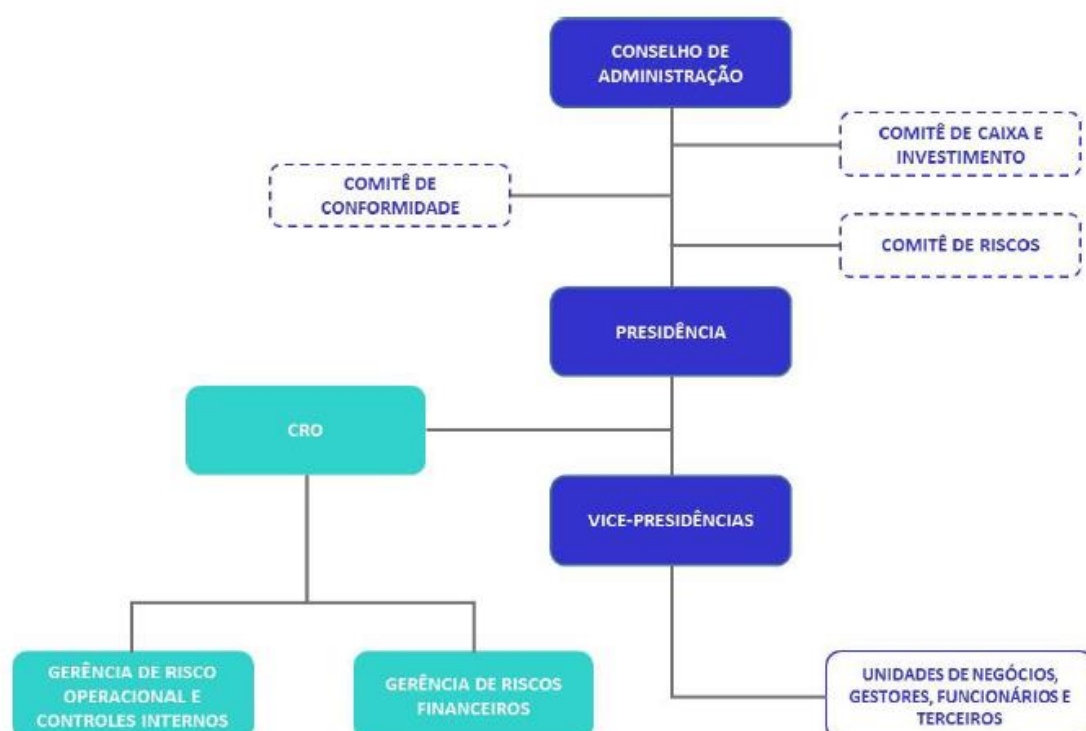 CONSELHO DE
ADMINISTRAÇÃO
COMITÊ DE CAIXA E
INVESTIMENTO
COMITÊ DE
CONFORMIDADE
COMITÊ DE RISCOS
PRESIDÊNCIA
CRO
VICE-PRESIDÊNCIAS
GERÊNCIA DE RISCO
OPERACIONAL E
CONTROLES INTERNOS
GERÊNCIA DE RISCOS
FINANCEIROS
UNIDADES DE NEGÓCIOS,
GESTORES, FUNCIONÁRIOS E
TERCEIROS